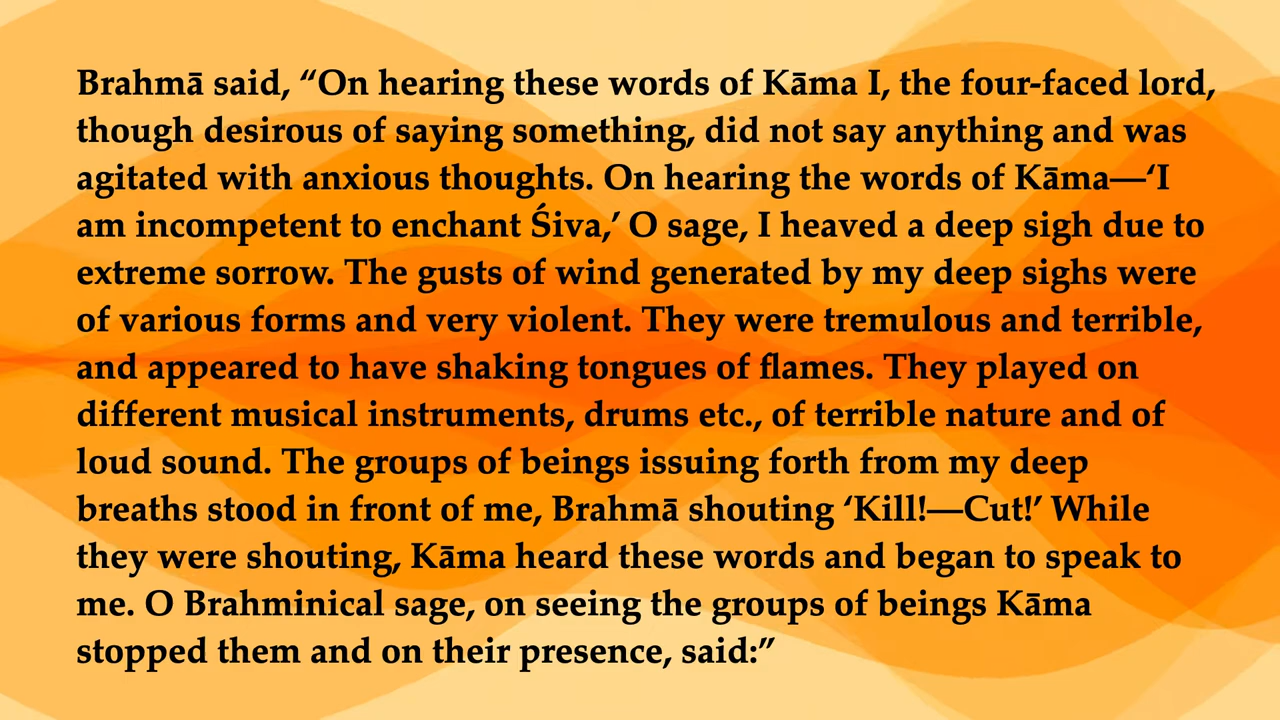 Brahmā said, “On hearing these words of Kāma I, the four-faced lord,
though desirous of saying something, did not say anything and was
agitated with anxious thoughts. On hearing the words of Kāma—‘I
am incompetent to enchant Śiva,’ O sage, I heaved a deep sigh due to
extreme sorrow. The gusts of wind generated by my deep sighs were
of various forms and very violent. They were tremulous and terrible,
and appeared to have shaking tongues of flames. They played on
different musical instruments, drums etc., of terrible nature and of
loud sound. The groups of beings issuing forth from my deep
breaths stood in front of me, Brahmā shouting ‘Kill!—Cut!’ While
they were shouting, Kāma heard these words and began to speak to
me. O Brahminical sage, on seeing the groups of beings Kāma
stopped them and on their presence, said:”